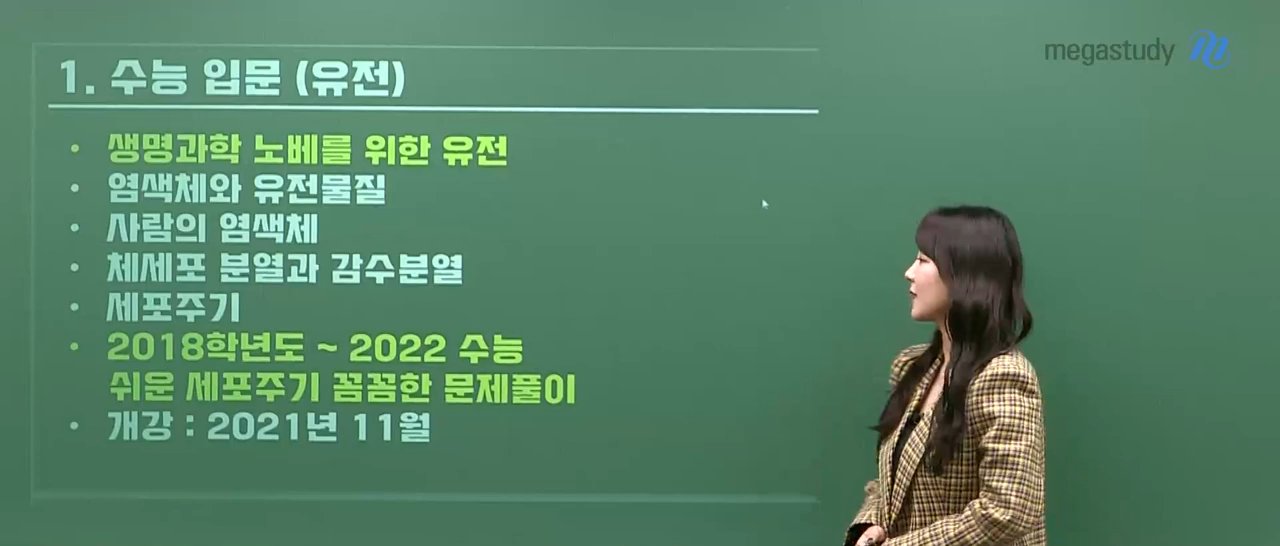 megastudy
1. 수능 입문 (유전)
• 생명과학 노베를 위한 유전
• 염색체와 유전물질
• 사람의 염색체
• 체세포 분열과 감수분열
• 세포주기
• 2018학년도 ~ 2022 수능
쉬운 세포주기 꼼꼼한 문제풀이
• 개강 : 2021년 11월